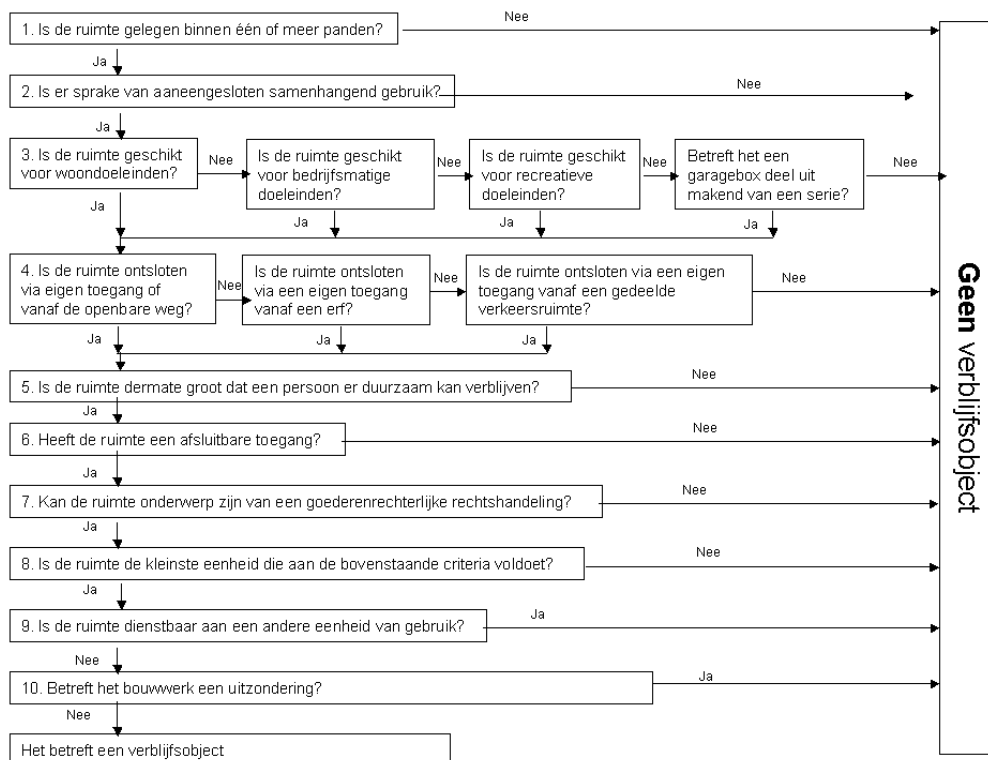 Nee
1. Is de ruimte gelegen binnen één of meer panden?
Ja
2. Is er sprake van aaneengesloten samenhangend gebruik?
Nee
Ja
3. Is de ruimte geschikt
voor woondoeleinden?
Nee
Is de ruimte geschikt
voor bedrijfsmatige
doeleinden?
Nee
Is de ruimte geschikt
voor recreatieve
doeleinden?
Nee
Betreft het een
garagebox deel uit
makend van een serie?
Nee
Ja
Ja
Ja
Ja
4. Is de ruimte ontsloten
via eigen toegang of
vanaf de openbare weg?
Nee
Is de ruimte ontsloten
via een eigen toegang
vanaf een erf?
Nee
Is de ruimte ontsloten via een eigen
toegang vanaf een gedeelde
verkeersruimte?
Nee
Ja
Ja
Ja
5. Is de ruimte dermate groot dat een persoon er duurzaam kan verblijven?
Nee
Ja
6. Heeft de ruimte een afsluitbare toegang?
Nee
Ja
7. Kan de ruimte onderwerp zijn van een goederenrechterlijke rechtshandeling?
Nee
Ja
8. Is de ruimte de kleinste eenheid die aan de bovenstaande criteria voldoet?
Nee
Ja
9. Is de ruimte dienstbaar aan een andere eenheid van gebruik?
Ja
Nee
10. Betreft het bouwwerk een uitzondering?
Ja
Nee
Het betreft een verblijfsobject
Geen verblijfsobject